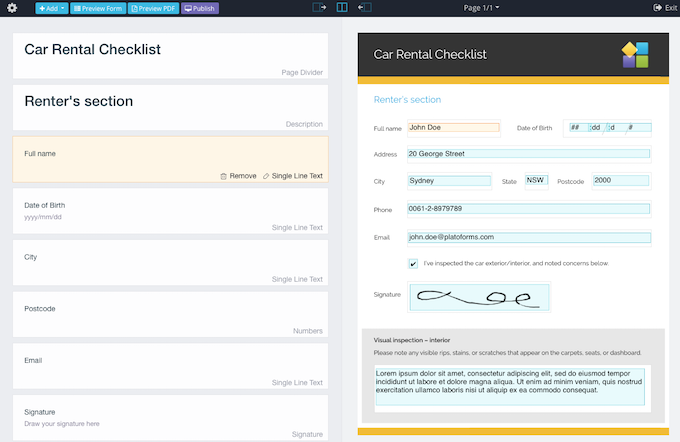 Add Preview Form Preview PDF Publish Page 1/1 Exit
Car Rental Checklist
Page Divider
Renter's section
Description
Full name
Remove Single Line Text
Date of Birth
yyyy/mm/dd
Single Line Text
City
Single Line Text
Postcode
Numbers
Email
Single Line Text
Signature
Draw your signature here
Signature
Car Rental Checklist
Renter's section
Full name John Doe Date of Birth ## dd d #
Address 20 George Street
City Sydney State NSW Postcode 2000
Phone 0061-2-8979789
Email john.doe@platoforms.com
I've inspected the car exterior/interior, and noted concerns below.
Signature
Visual inspection – interior
Please note any visible rips, stains, or scratches that appear on the carpets, seats, or dashboard.
Lorem ipsum dolor sit amet, consectetur adipiscing elit, sed do eiusmod tempor
incididunt ut labore et dolore magna aliqua. Ut enim ad minim veniam, quis nostrud
exercitation ullamco laboris nisi ut aliquip ex ea commodo consequat.